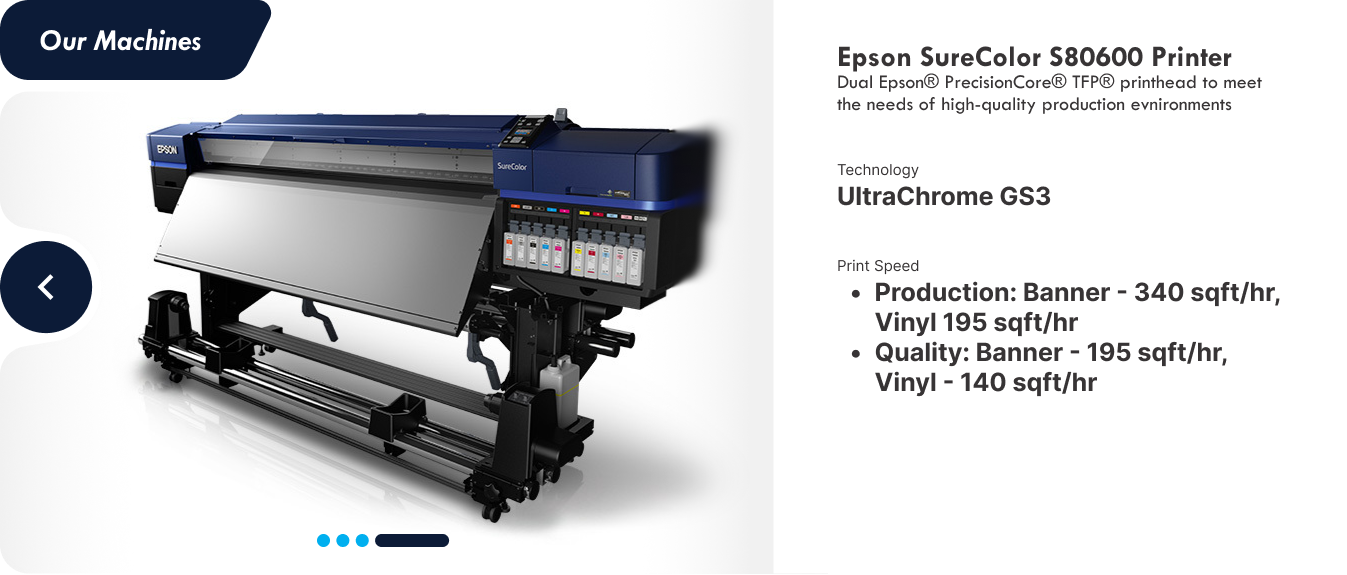 Our Machines
Epson SureColor S80600 Printer
Dual Epson® PrecisionCore® TFP® printhead to meet
the needs of high-quality production evnironments
EPSON
SureColor
Technology
UltraChrome GS3
Print Speed
• Production: Banner - 340 sqft/hr,
Vinyl 195 sqft/hr
• Quality: Banner - 195 sqft/hr,
Vinyl - 140 sqft/hr